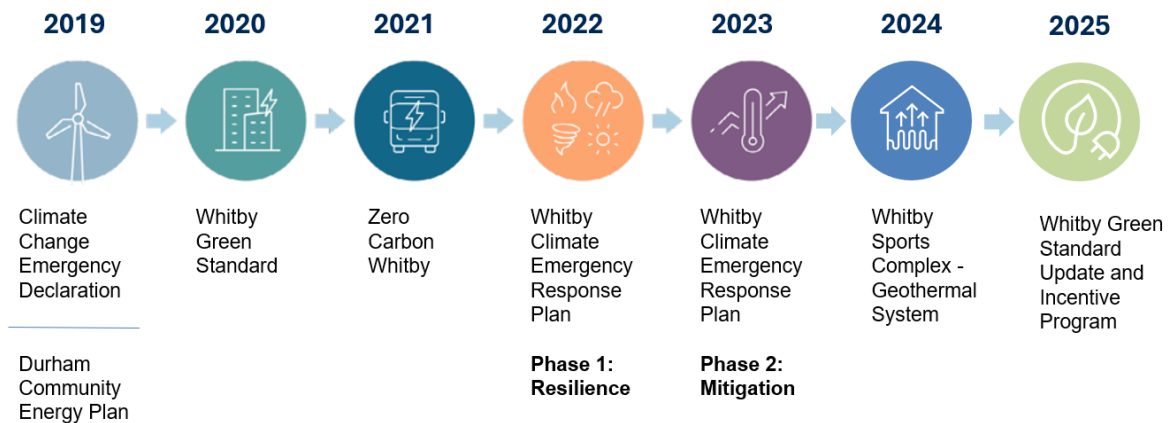 2019
2020
2021
2022
2023
2024
2025
Climate
Change
Emergency
Declaration
Durham
Community
Energy Plan
Whitby
Green
Standard
Zero
Carbon
Whitby
Whitby
Climate
Emergency
Response
Plan
Phase 1:
Resilience
Whitby
Climate
Emergency
Response
Plan
Phase 2:
Mitigation
Whitby
Sports
Complex -
Geothermal
System
Whitby Green
Standard
Update and
Incentive
Program